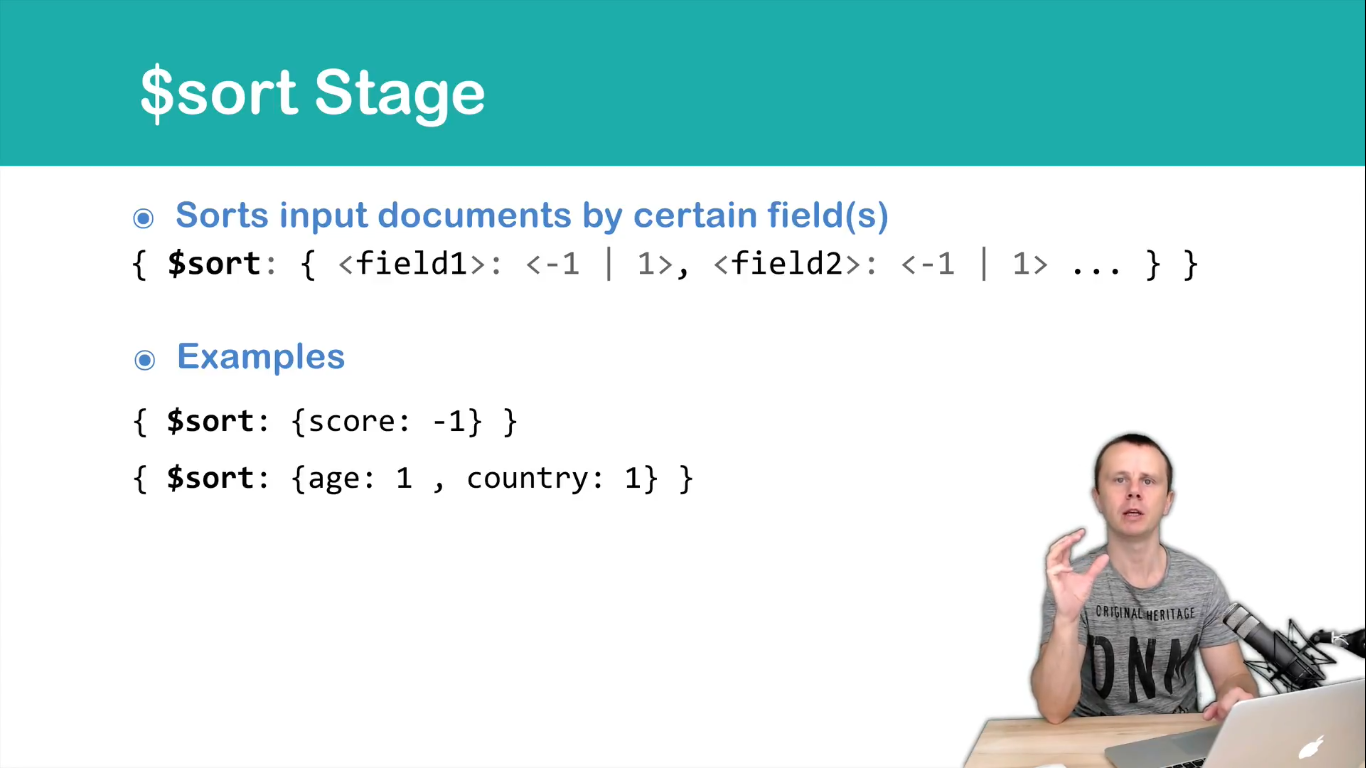 $sort Stage
Sorts input documents by certain field(s)
{ $sort: { <field1>: <-1 | 1>, <field2>: <-1 | 1> ... } }
Examples
{ $sort: {score: -1} }
{ $sort: {age: 1 , country: 1} }
ORIGINAL HERITAGE
DNM